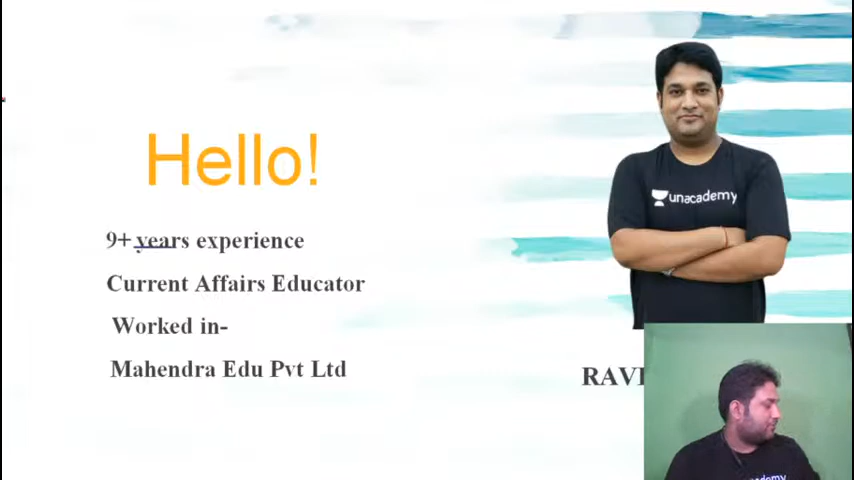 Hello!
unacademy
9+ years experience
Current Affairs Educator
Worked in-
Mahendra Edu Pvt Ltd